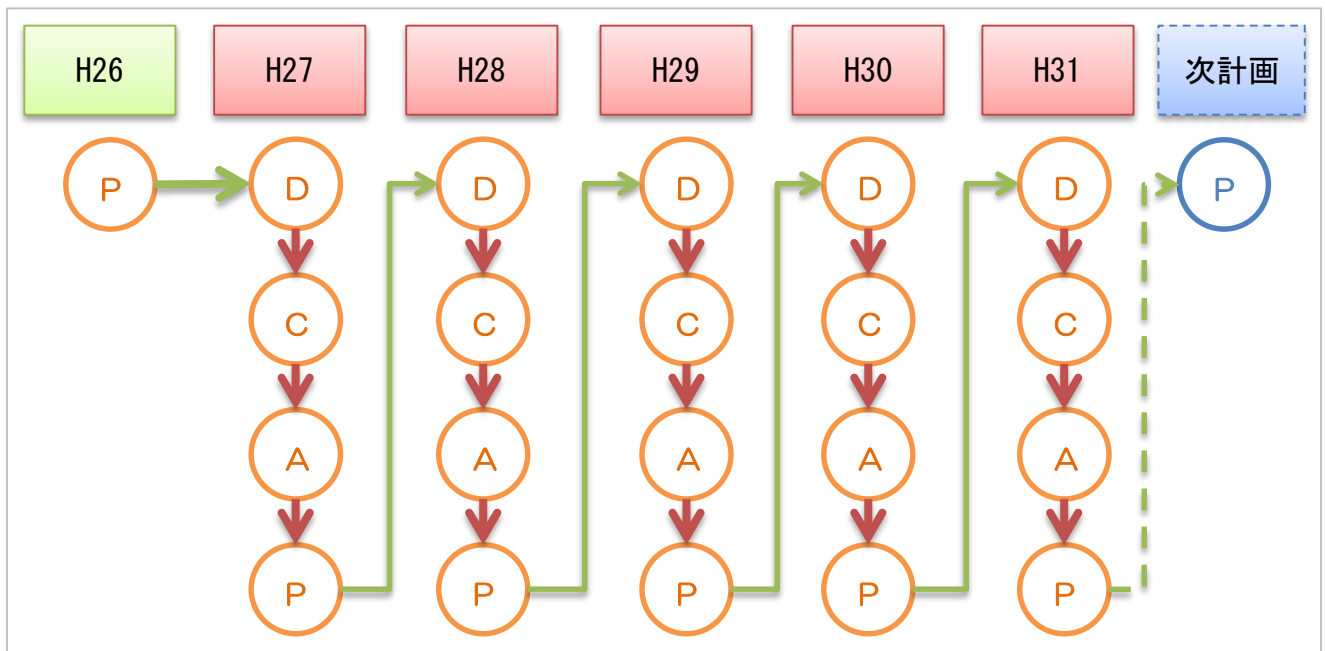 H26 H27 H28 H29 H30 H31 次計画
P D D D D D P
C C C C C
A A A A A
P P P P P